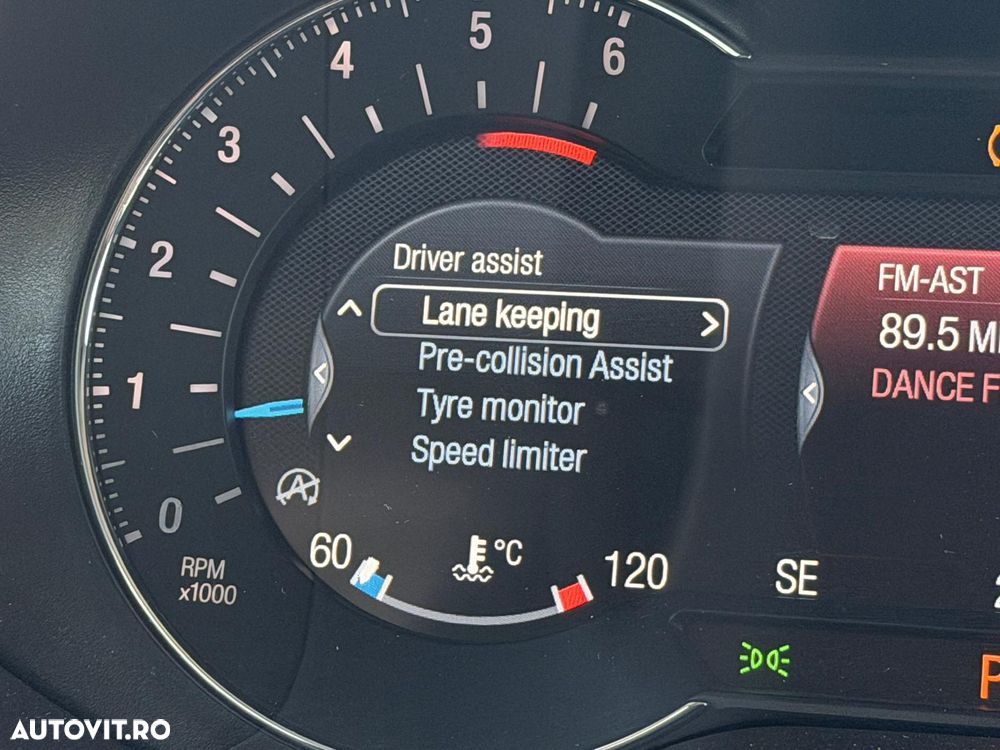 4
5
6
3
2
1
0
RPM
x1000
Driver assist
Lane keeping
Pre-collision Assist
Tyre monitor
Speed limiter
A
60
°C
120
FM-AST
89.5
DANCE
SE
P
AUTOVIT.RO